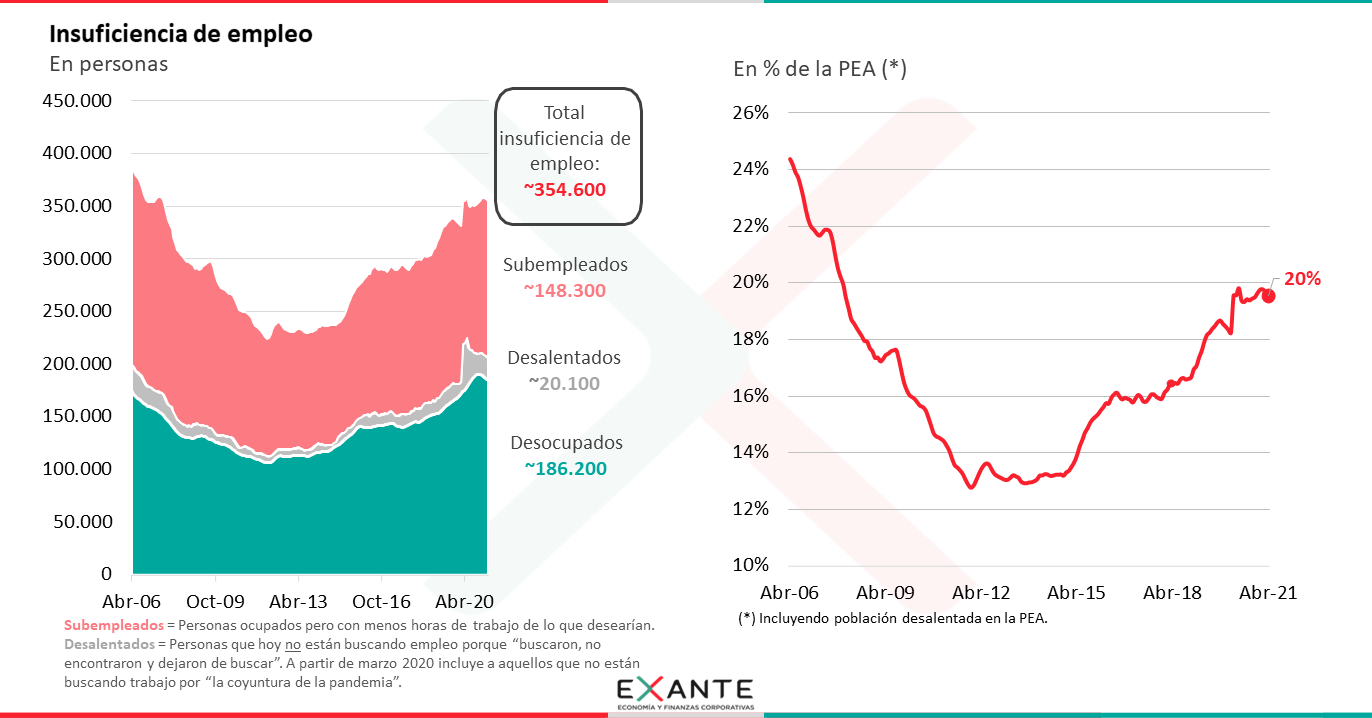 Insuficiencia de empleo
En personas
450.000
400.000
350.000
300.000
250.000
200.000
150.000
100.000
50.000
0
Abr-06
Oct-09
Abr-13
Oct-16
Abr-20
Total
insuficiencia de
empleo:
~354.600
Subempleados
~148.300
Desalentados
~20.100
Desocupados
~186.200
Subempleados = Personas ocupados pero con menos horas de trabajo de lo que desearían.
Desalentados = Personas que hoy no están buscando empleo porque “buscaron, no
encontraron y dejaron de buscar”. A partir de marzo 2020 incluye a aquellos que no están
buscando trabajo por “la coyuntura de la pandemia”.
En % de la PEA (*)
26%
24%
22%
20%
18%
16%
14%
12%
10%
20%
Abr-06
Abr-09
Abr-12
Abr-15
Abr-18
Abr-21
(*) Incluyendo población desalentada en la PEA.
EXANTE
ECONOMÍA Y FINANZAS CORPORATIVAS